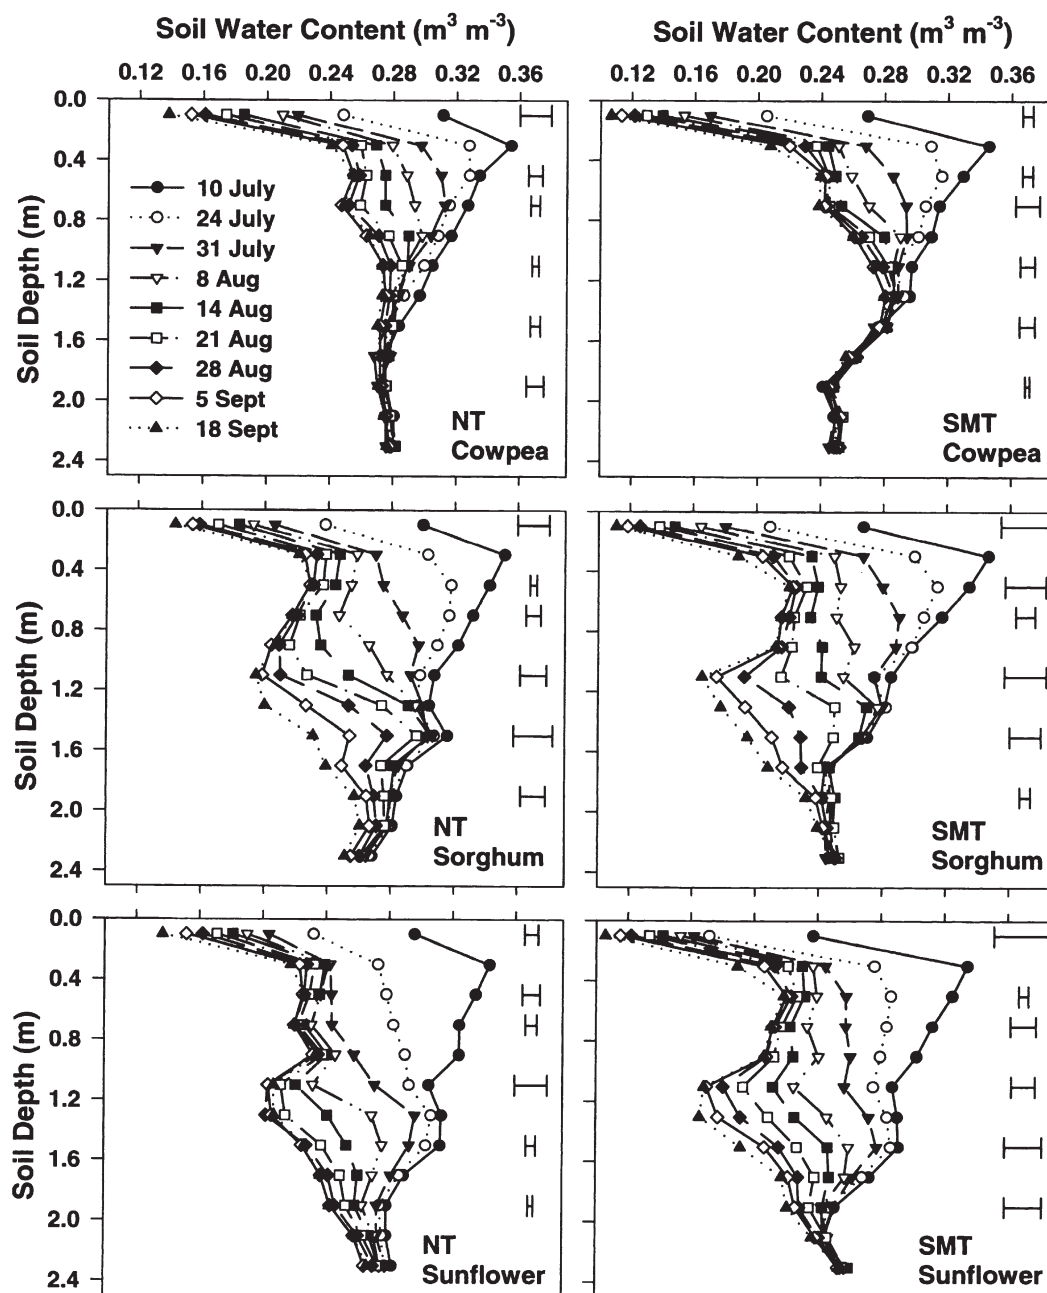 Soil Water Content (m³ m⁻³) Soil Water Content (m³ m⁻³)
0.12 0.16 0.20 0.24 0.28 0.32 0.36 0.12 0.16 0.20 0.24 0.28 0.32 0.36
Soil Depth (m)
0.0
0.4
0.8
1.2
1.6
2.0
2.4
10 July
24 July
31 July
8 Aug
14 Aug
21 Aug
28 Aug
5 Sept
18 Sept
NT
Cowpea
SMT
Cowpea
Soil Depth (m)
0.0
0.4
0.8
1.2
1.6
2.0
2.4
NT
Sorghum
SMT
Sorghum
Soil Depth (m)
0.0
0.4
0.8
1.2
1.6
2.0
2.4
NT
Sunflower
SMT
Sunflower